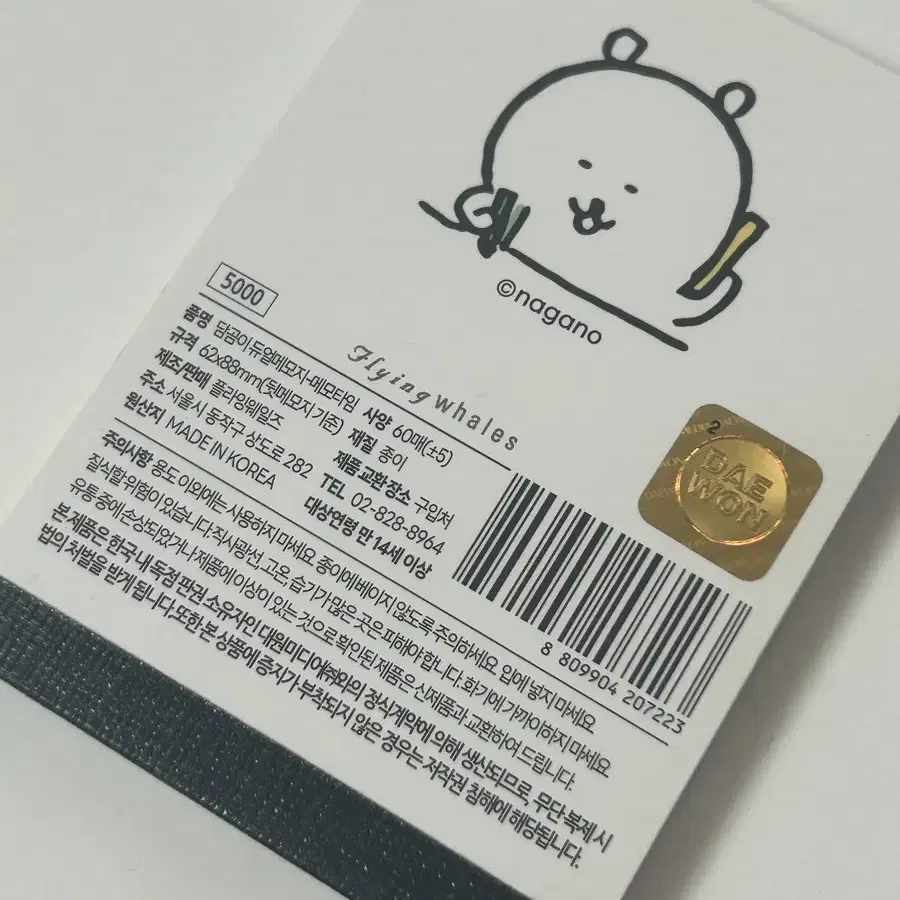 ©nagano
5000
Flying whales
품명 담곰이 듀얼메모지-메모타임 사양 60매(±5)
규격 62x88mm(뒷메모지 기준) 재질 종이
제조/판매 플라잉웨일즈 제품교환장소 구입처
주소 서울시 동작구 상도로 282 TEL 02-828-8964
원산지 MADE IN KOREA 대상연령 만 14세 이상
주의사항 용도 이외에는 사용하지 마세요. 종이에 베이지 않도록 주의하세요. 입에 넣지 마세요
질식할 위험이 있습니다. 직사광선, 고온, 습기가 많은 곳은 피해야 합니다. 화기에 가까이하지 마세요
유통 중에 손상되었거나 제품에 이상이 있는 것으로 확인된 제품은 신제품과 교환하여 드립니다.
본 제품은 한국 내 독점 판권 소유자인 대원미디어㈜와의 정식계약에 의해 생산되므로, 무단 복제 시
법의 처벌을 받게 됩니다. 또한 본 상품에 증지가 부착되지 않은 경우는 저작권 침해에 해당됩니다.
8 809904 207223
2
DAE
WON